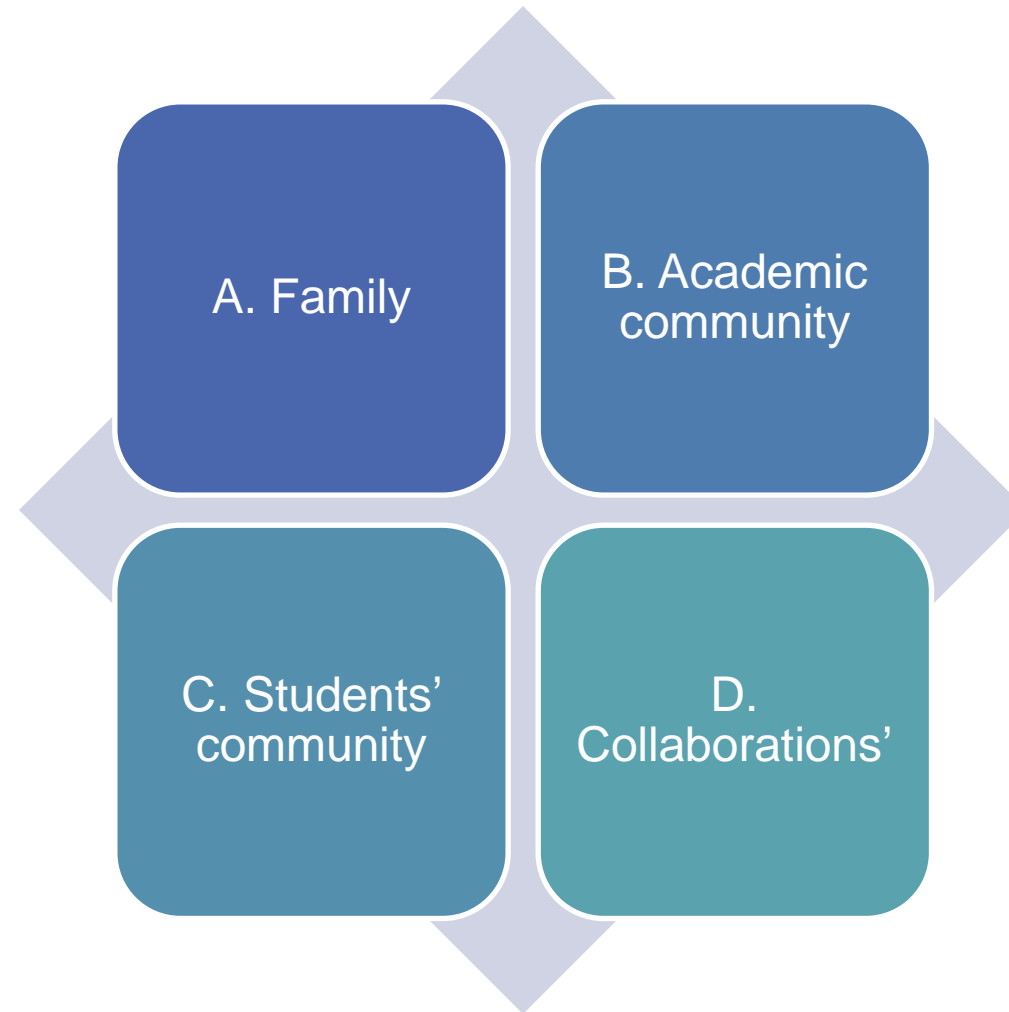 A. Family
B. Academic
community
C. Students’
community
D.
Collaborations’